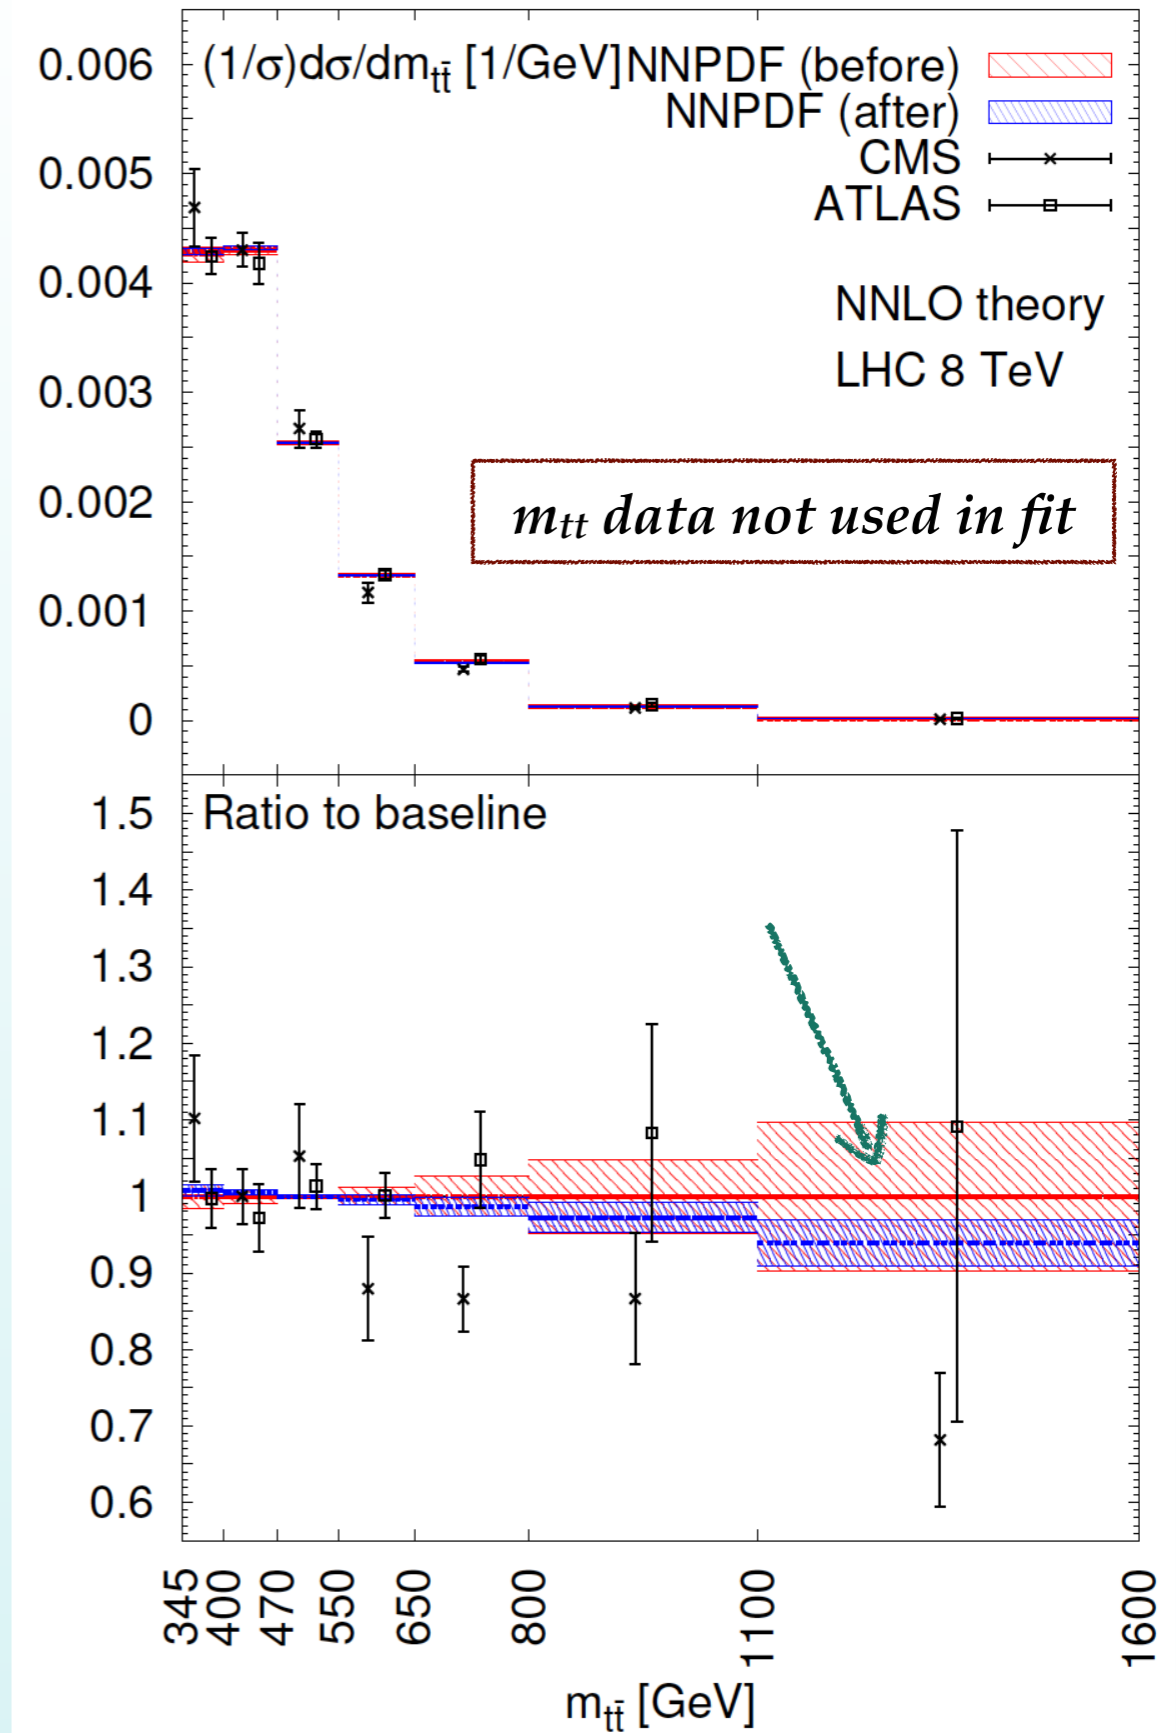 (1/σ)dσ/dm_tt̄ [1/GeV] NNPDF (before)
NNPDF (after)
CMS
ATLAS
NNLO theory
LHC 8 TeV
m_tt data not used in fit
0.006
0.005
0.004
0.003
0.002
0.001
0
Ratio to baseline
1.5
1.4
1.3
1.2
1.1
1
0.9
0.8
0.7
0.6
345
400
470
550
650
800
1100
1600
m_tt̄ [GeV]